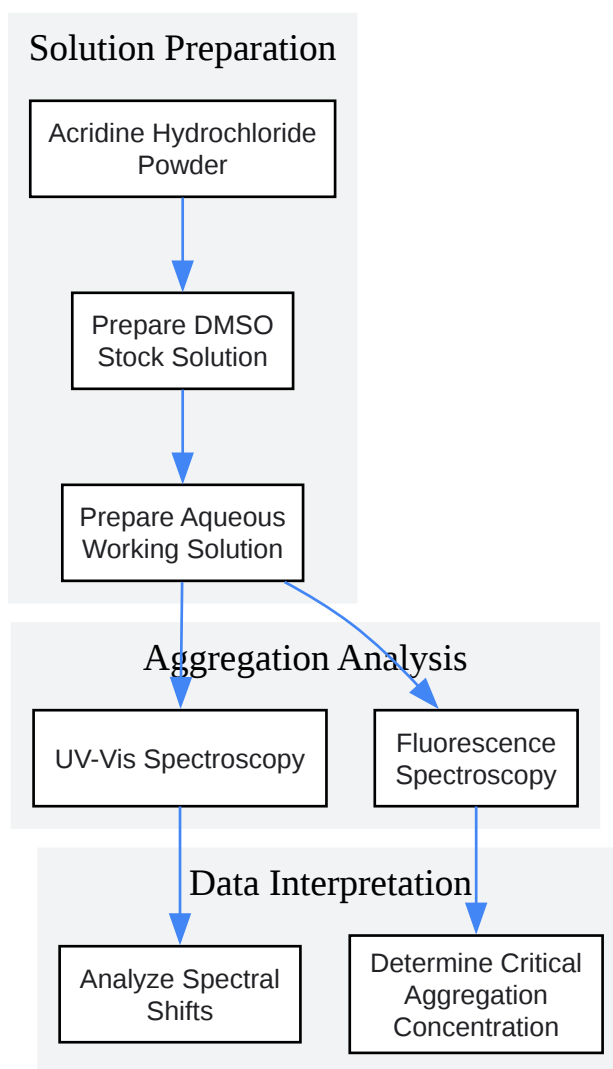 Solution Preparation
Acridine Hydrochloride
Powder
Prepare DMSO
Stock Solution
Prepare Aqueous
Working Solution
Aggregation Analysis
UV-Vis Spectroscopy
Fluorescence
Spectroscopy
Data Interpretation
Analyze Spectral
Shifts
Determine Critical
Aggregation
Concentration